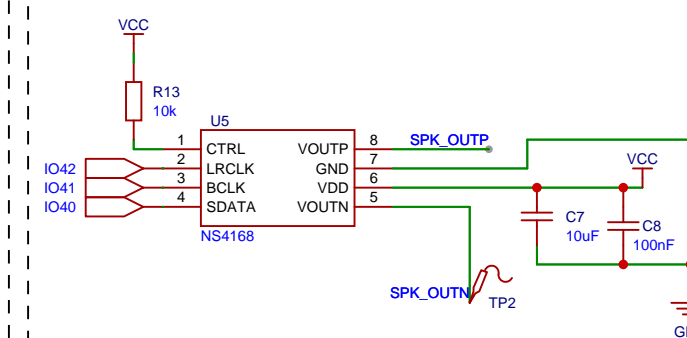 VCC
R13
10k
U5
1 CTRL VOUTP 8 SPK_OUTP
IO42 2 LRCLK GND 7
IO41 3 BCLK VDD 6 VCC
IO40 4 SDATA VOUTN 5
NS4168
C7
10uF
C8
100nF
SPK_OUTN
TP2